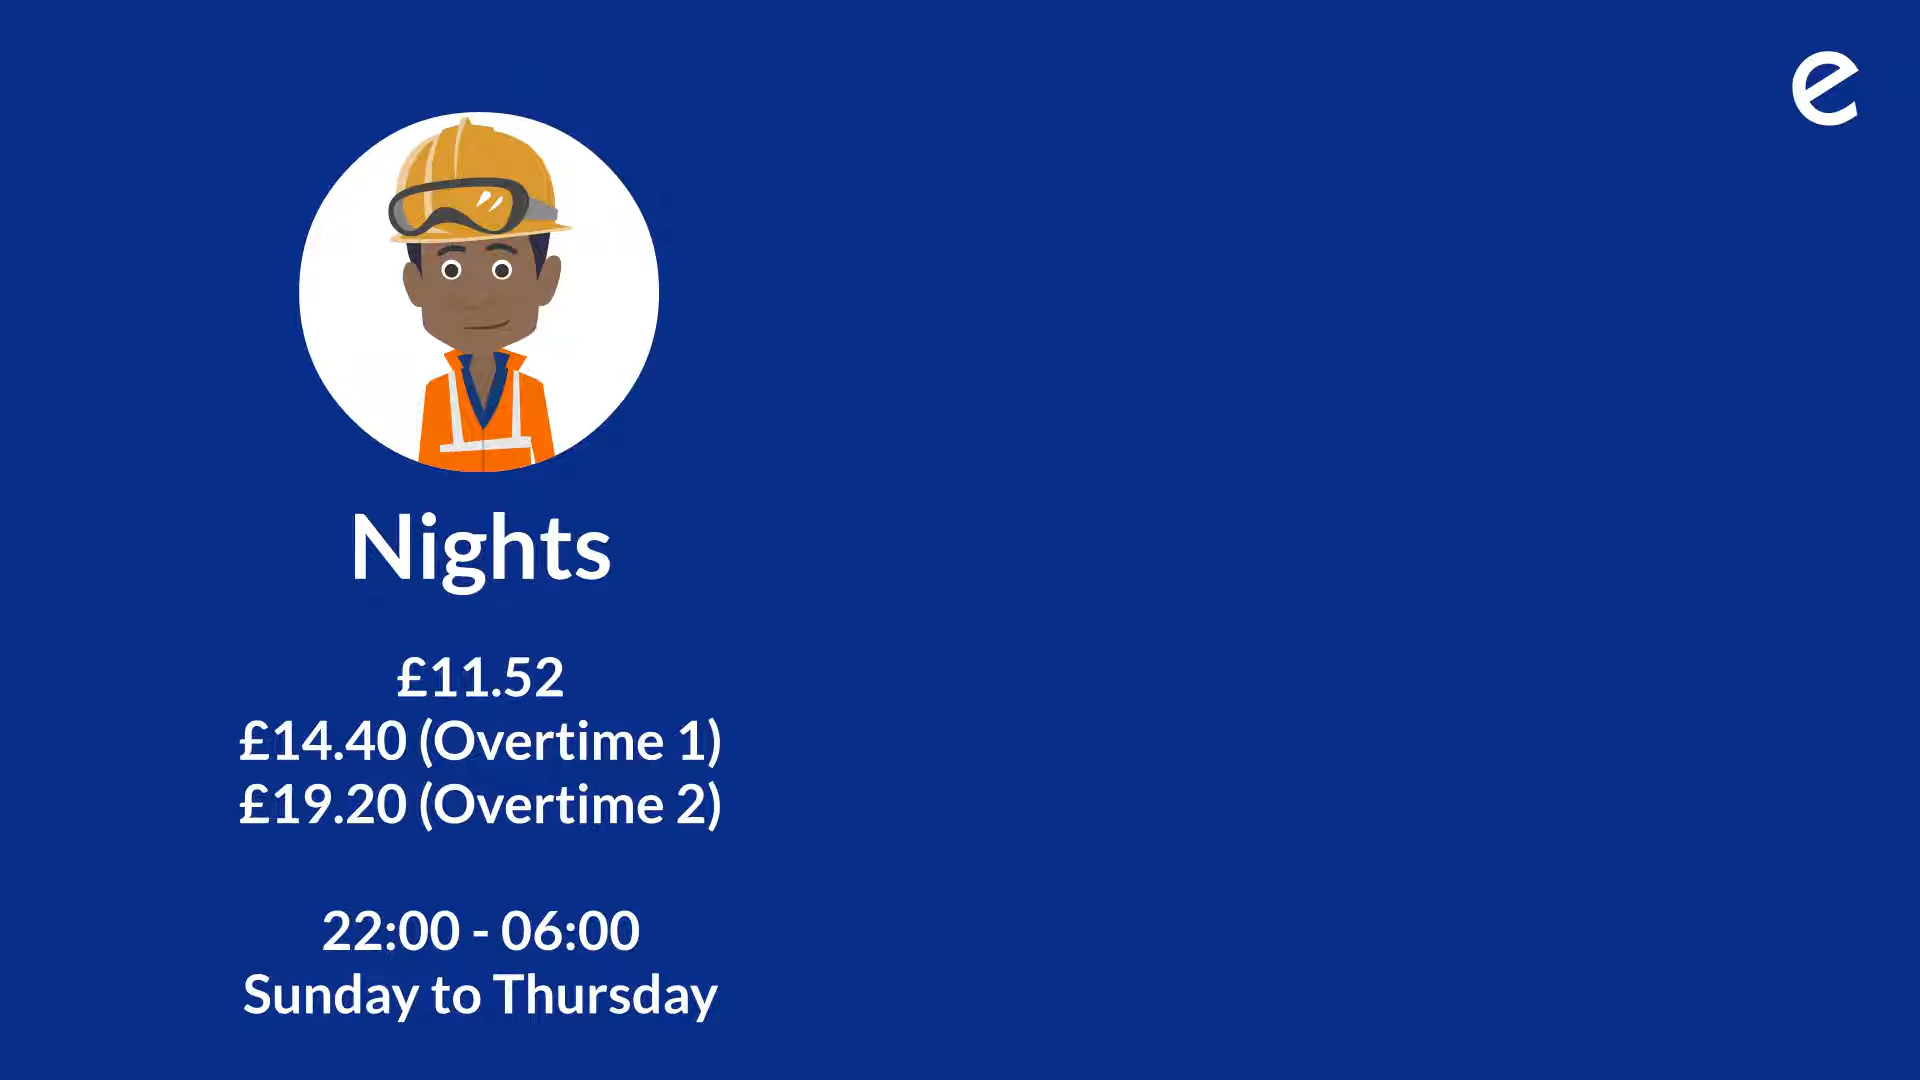 e
Nights
£11.52
£14.40 (Overtime 1)
£19.20 (Overtime 2)
22:00 - 06:00
Sunday to Thursday